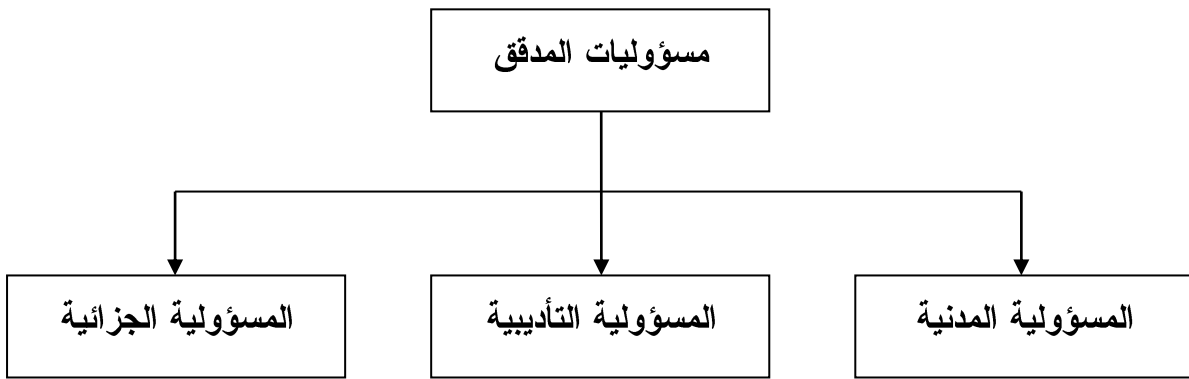 مسؤوليات المدقق
المسؤولية المدنية
المسؤولية التأديبية
المسؤولية الجزائية